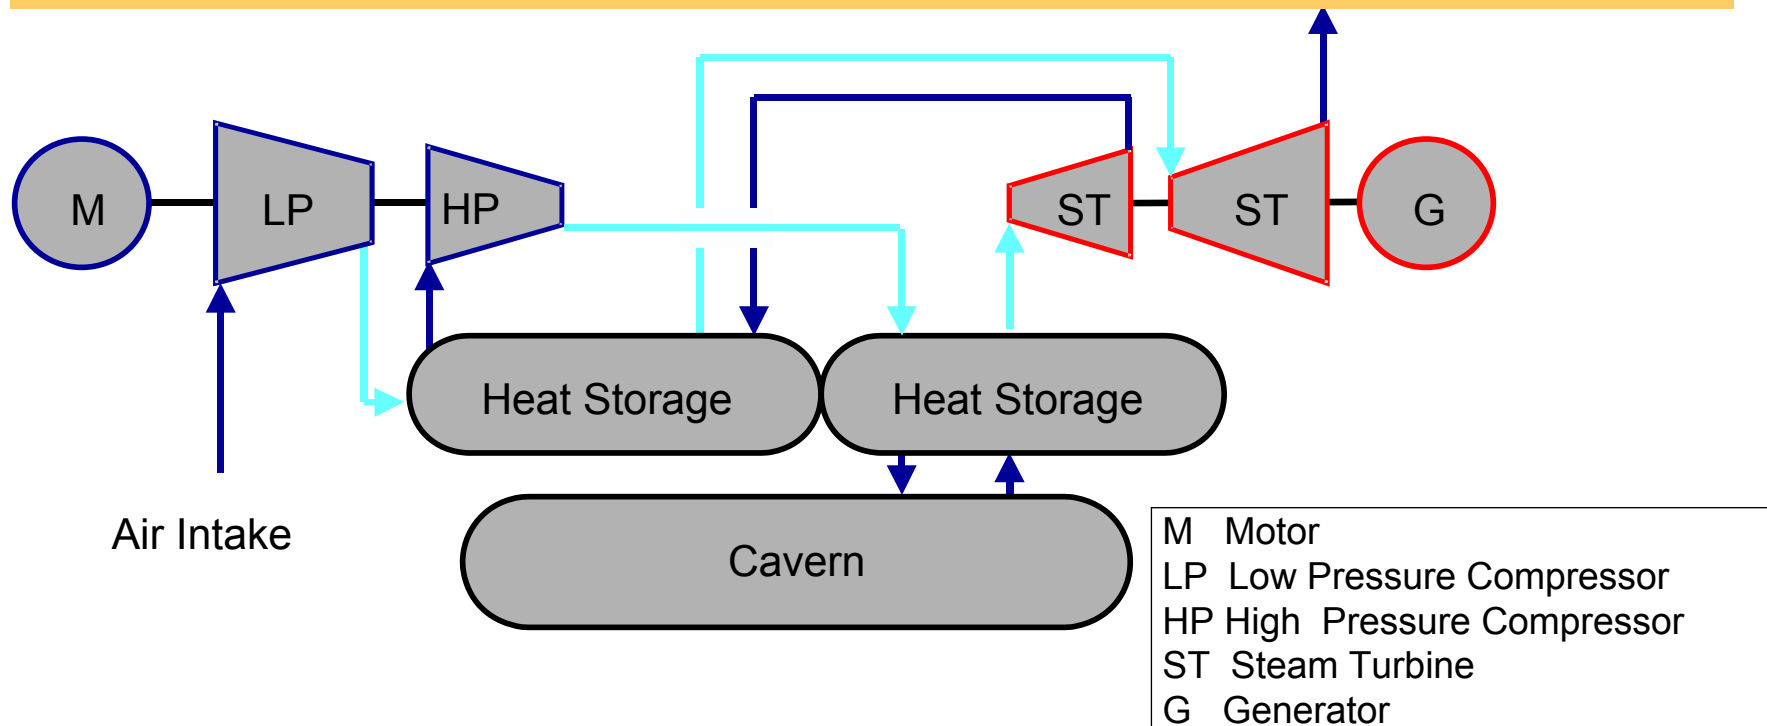 M
LP
HP
ST
ST
G
Heat Storage
Heat Storage
Air Intake
Cavern
M Motor
LP Low Pressure Compressor
HP High Pressure Compressor
ST Steam Turbine
G Generator